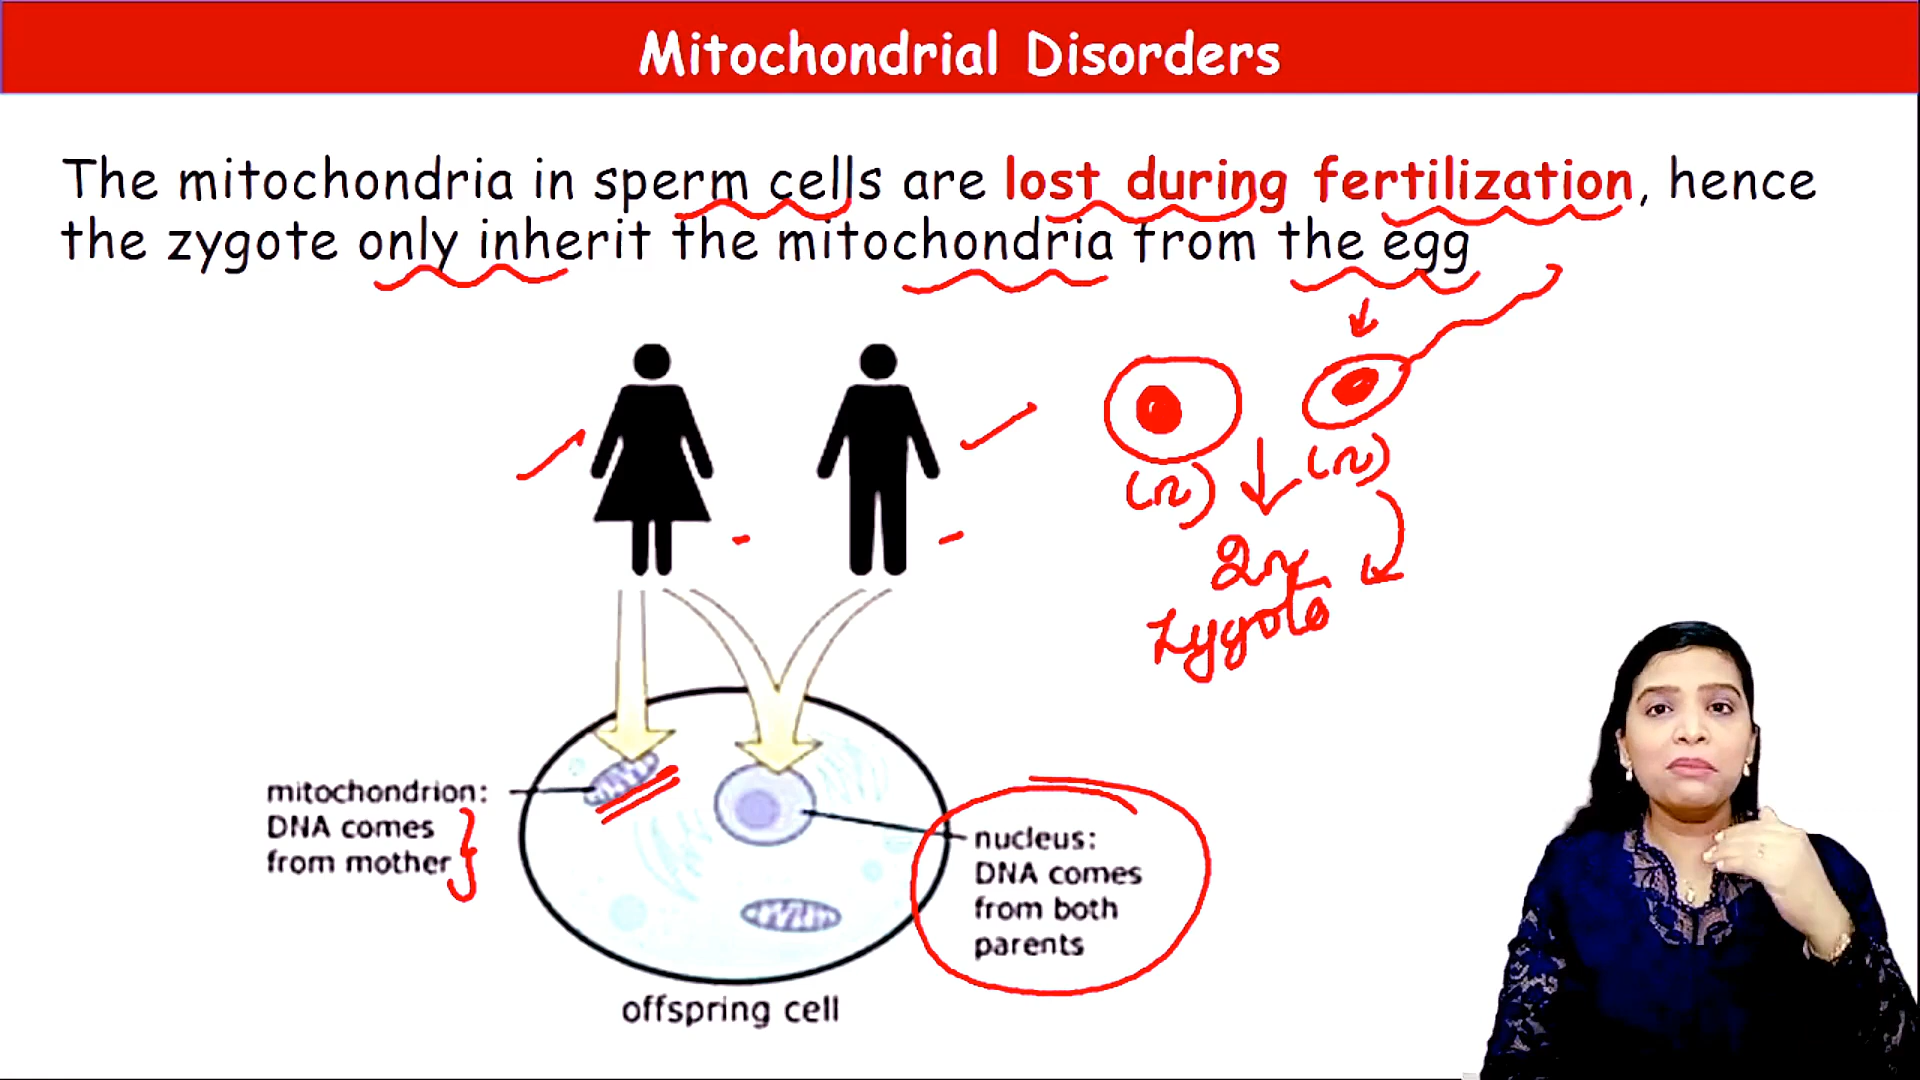 Mitochondrial Disorders
The mitochondria in sperm cells are lost during fertilization, hence
the zygote only inherit the mitochondria from the egg
(n)
(n)
2n
zygote
mitochondrion:
DNA comes
from mother
nucleus:
DNA comes
from both
parents
offspring cell